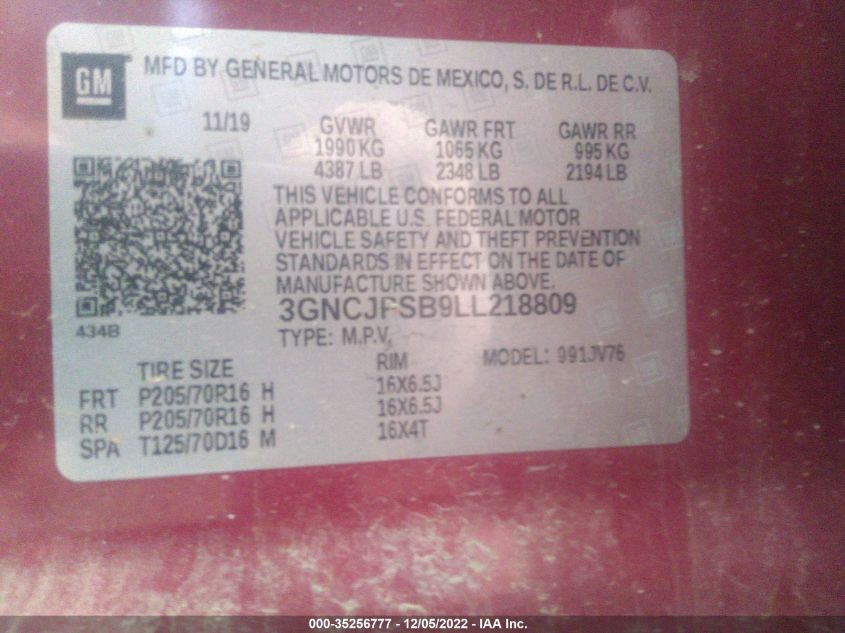 GM
MFD BY GENERAL MOTORS DE MEXICO, S. DE R.L. DE C.V.
11/19 GVWR GAWR FRT GAWR RR
1990 KG 1065 KG 995 KG
4387 LB 2348 LB 2194 LB
THIS VEHICLE CONFORMS TO ALL
APPLICABLE U.S. FEDERAL MOTOR
VEHICLE SAFETY AND THEFT PREVENTION
STANDARDS IN EFFECT ON THE DATE OF
MANUFACTURE SHOWN ABOVE.
3GNCJPSB9LL218809
434B
TYPE: M.P.V.
TIRE SIZE RIM MODEL: 991JV76
FRT P205/70R16 H 16X6.5J
RR P205/70R16 H 16X6.5J
SPA T125/70D16 M 16X4T
000-35256777 - 12/05/2022 - IAA Inc.